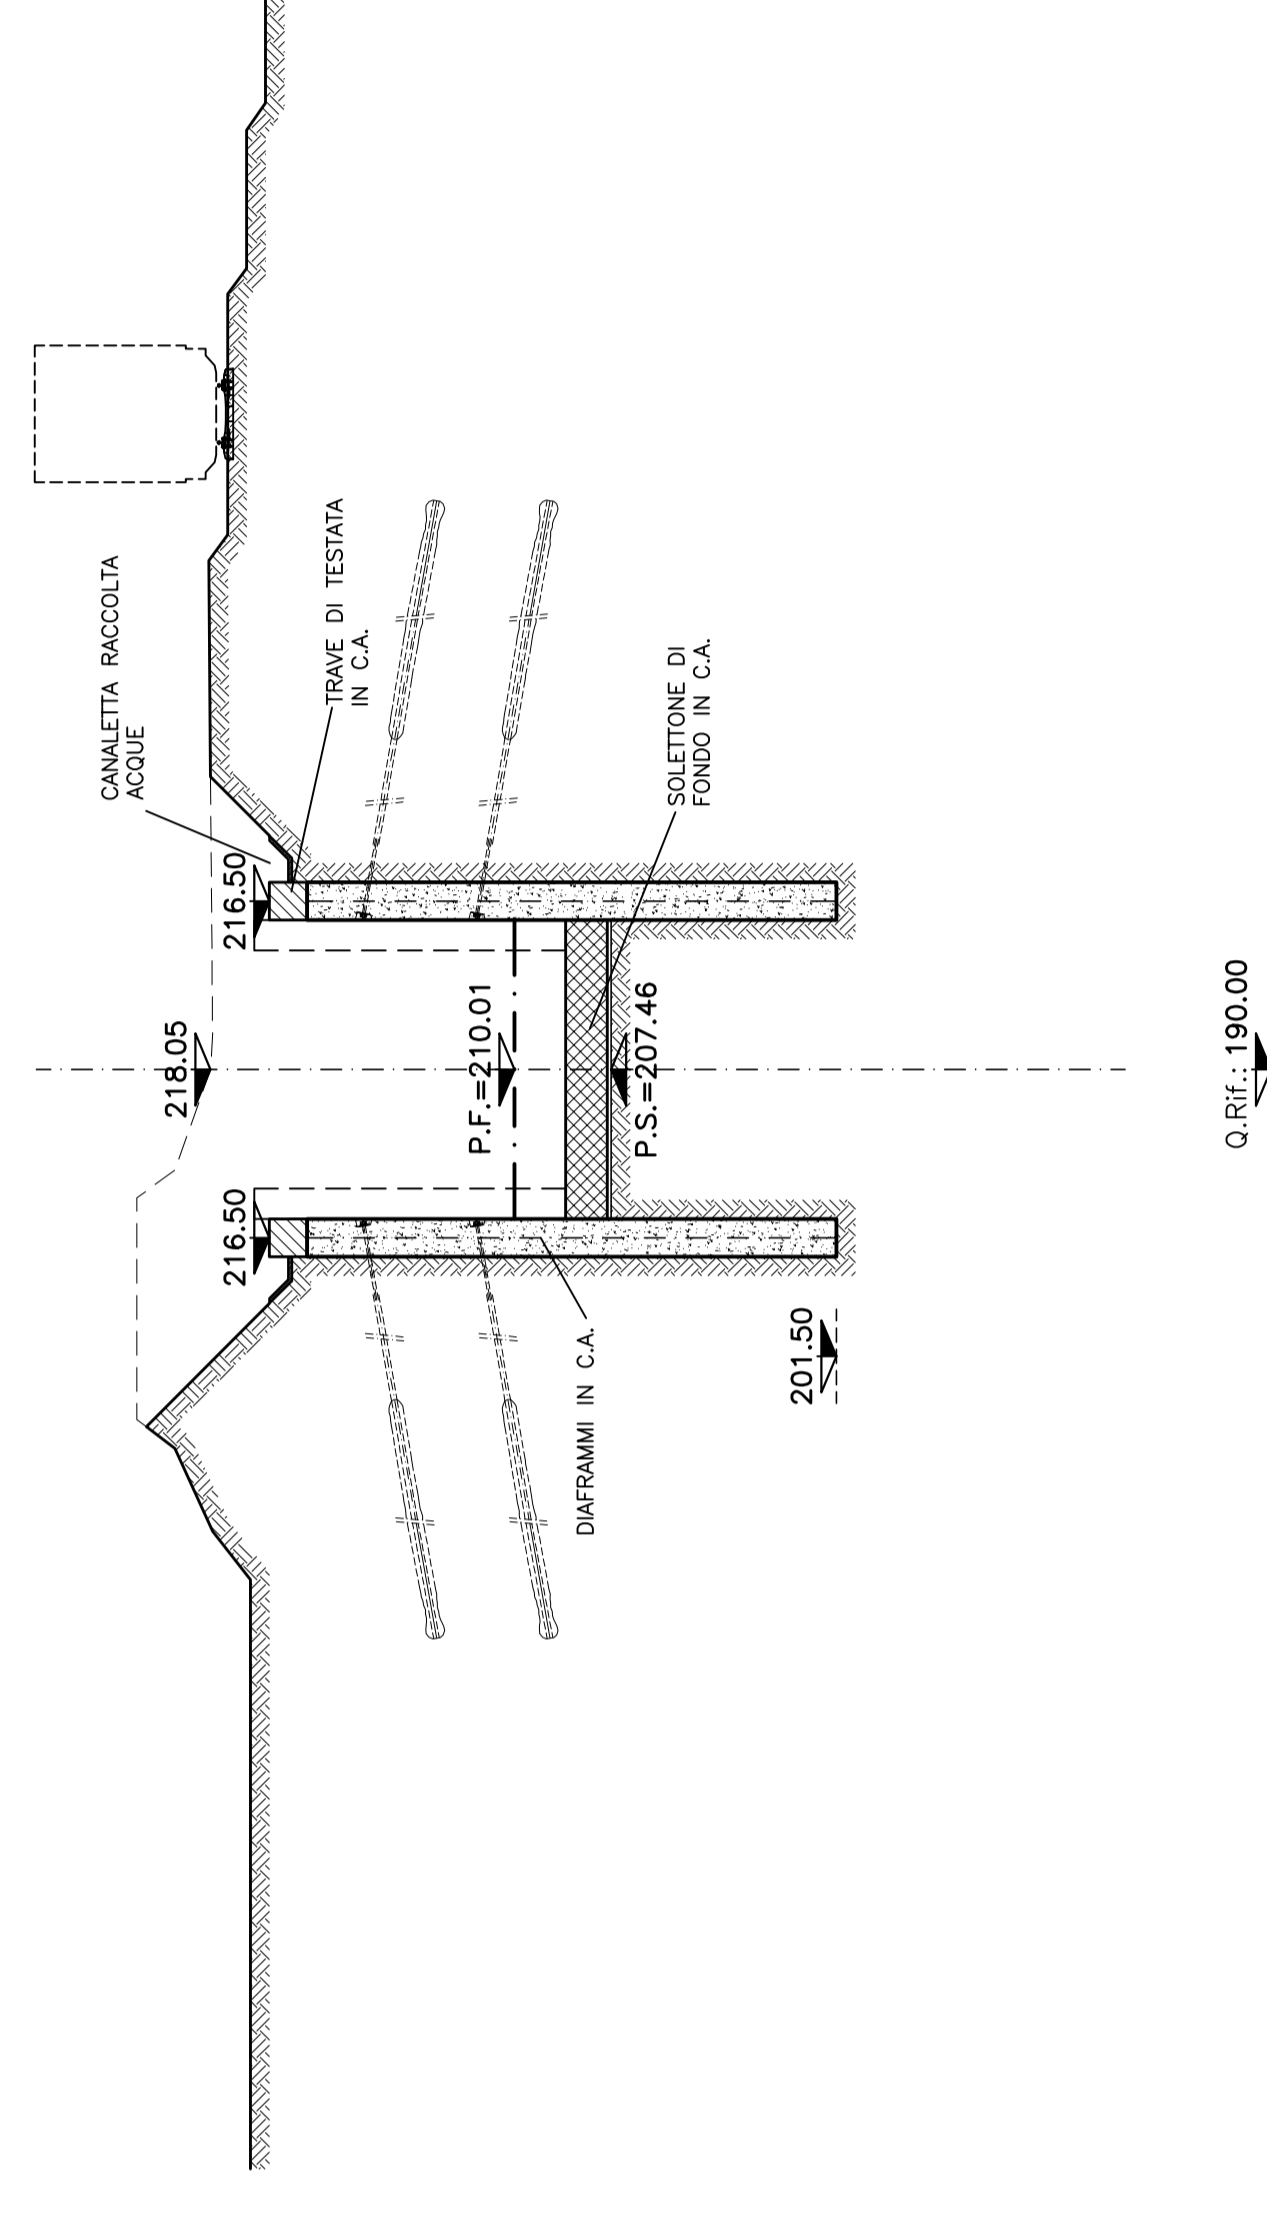 CANALETTA RACCOLTA
ACQUE
218.05
216.50
216.50
TRAVE DI TESTATA
IN C.A.
P.F.=210.01
DIAFRAMMI IN C.A.
SOLETTONE DI
FONDO IN C.A.
P.S.=207.46
201.50
Q.Rif.: 190.00